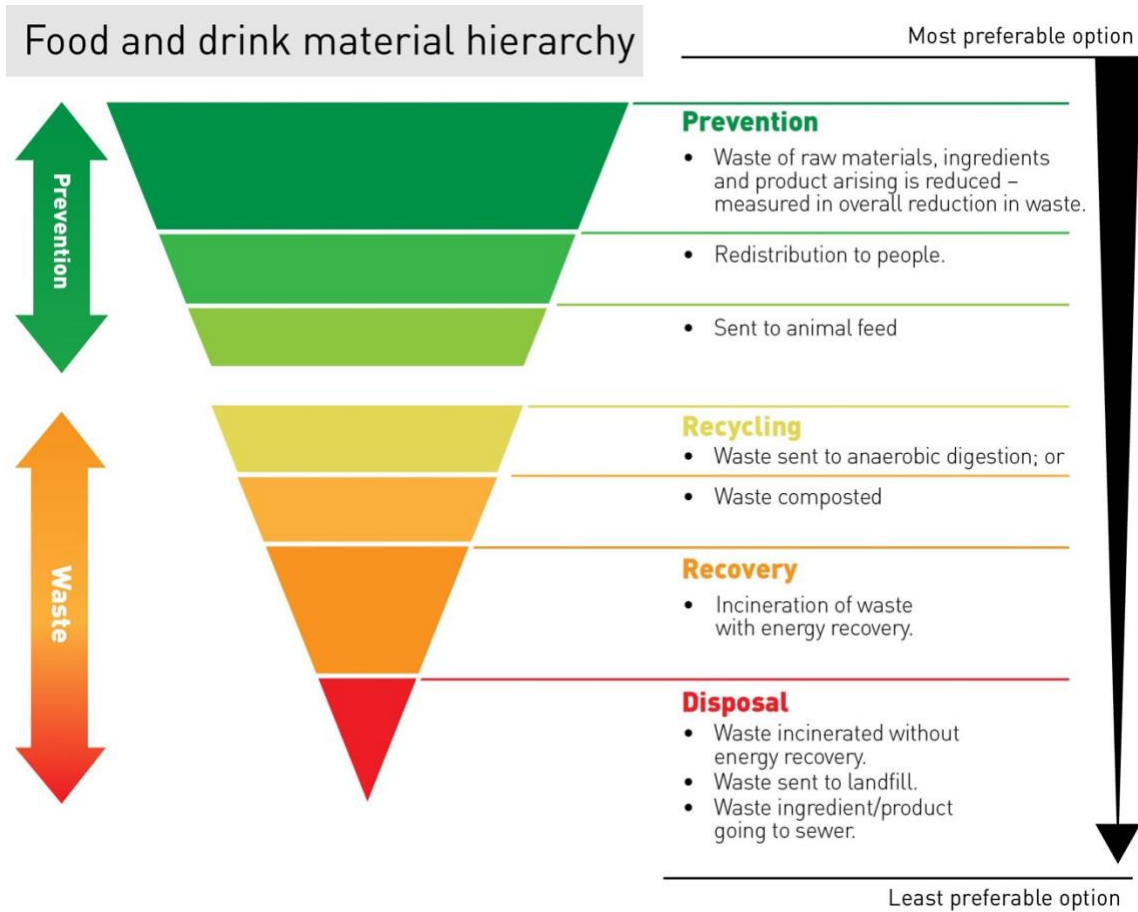 Food and drink material hierarchy
Most preferable option
Prevention
Prevention
• Waste of raw materials, ingredients
and product arising is reduced –
measured in overall reduction in waste.
• Redistribution to people.
• Sent to animal feed
Waste
Recycling
• Waste sent to anaerobic digestion; or
• Waste composted
Recovery
• Incineration of waste
with energy recovery.
Disposal
• Waste incinerated without
energy recovery.
• Waste sent to landfill.
• Waste ingredient/product
going to sewer.
Least preferable option